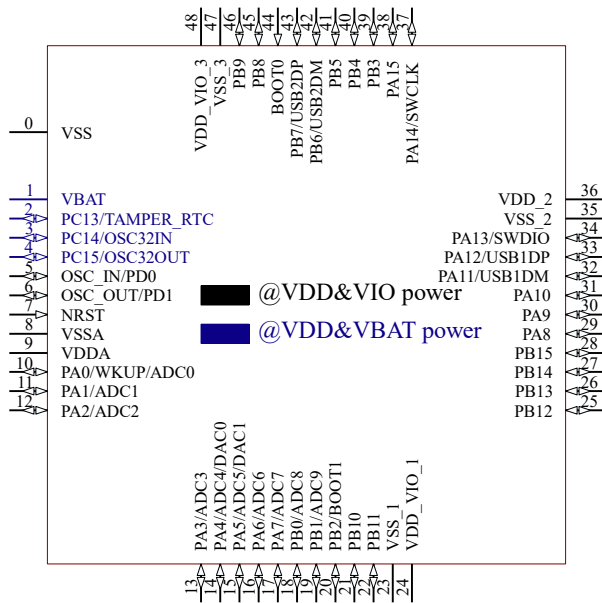 48 VDD_VIO_3
47 VSS_3
46 PB9
45 PB8
44 BOOT0
43 PB7/USB2DP
42 PB6/USB2DM
41 PB5
40 PB4
39 PB3
38 PA15
37 PA14/SWCLK
0 VSS
1 VBAT
2 PC13/TAMPER_RTC
3 PC14/OSC32IN
4 PC15/OSC32OUT
5 OSC_IN/PD0
6 OSC_OUT/PD1
7 NRST
8 VSSA
9 VDDA
10 PA0/WKUP/ADC0
11 PA1/ADC1
12 PA2/ADC2
@VDD&VIO power
@VDD&VBAT power
VDD_2 36
VSS_2 35
PA13/SWDIO 34
PA12/USB1DP 33
PA11/USB1DM 32
PA10 31
PA9 30
PA8 29
PB15 28
PB14 27
PB13 26
PB12 25
13 PA3/ADC3
14 PA4/ADC4/DAC0
15 PA5/ADC5/DAC1
16 PA6/ADC6
17 PA7/ADC7
18 PB0/ADC8
19 PB1/ADC9
20 PB2/BOOT1
21 PB10
22 PB11
23 VSS_1
24 VDD_VIO_1